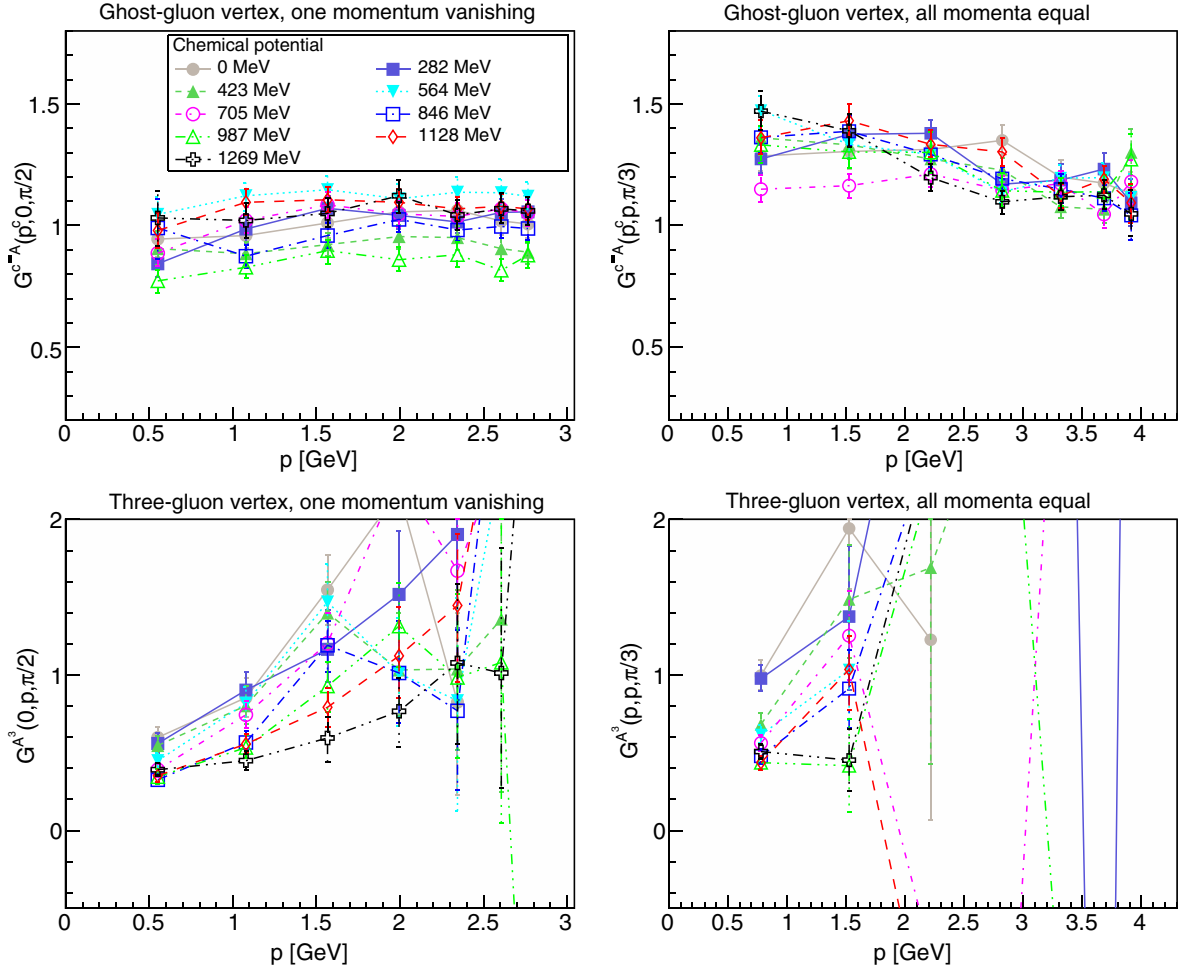 Ghost-gluon vertex, one momentum vanishing
Chemical potential
0 MeV
282 MeV
423 MeV
564 MeV
705 MeV
846 MeV
987 MeV
1128 MeV
1269 MeV
1.5
1
0.5
0 0.5 1 1.5 2 2.5 3
p [GeV]
Ghost-gluon vertex, all momenta equal
1.5
1
0.5
0 0.5 1 1.5 2 2.5 3 3.5 4
p [GeV]
Three-gluon vertex, one momentum vanishing
G^{A^3}(0,p,π/2)
2
1
0
0 0.5 1 1.5 2 2.5 3
p [GeV]
Three-gluon vertex, all momenta equal
G^{A^3}(p,p,π/3)
2
1
0
0 0.5 1 1.5 2 2.5 3 3.5 4
p [GeV]